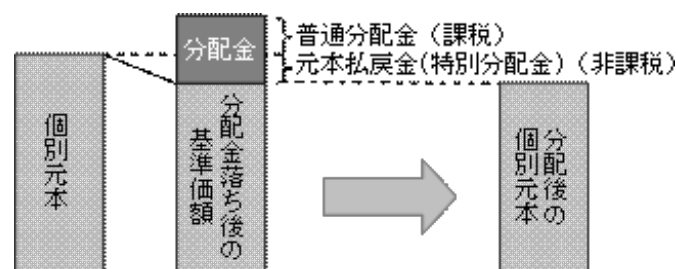 分配金
普通分配金（課税）
元本払戻金(特別分配金)（非課税）
個別元本
分配金落ち後の
基準価額
分配後の
個別元本